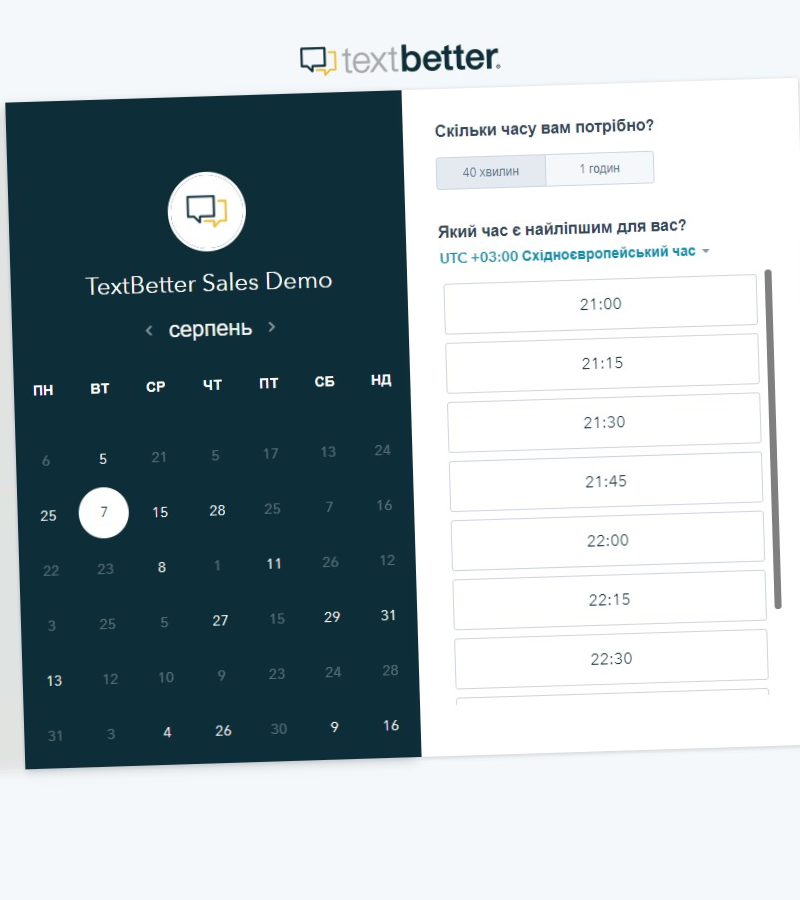 textbetter.
TextBetter Sales Demo
серпень
ПН ВТ СР ЧТ ПТ СБ НД
6 5 21 5 17 13 24
25 7 15 28 25 7 16
22 23 8 1 11 26 12
3 25 5 27 15 29 31
13 12 10 9 23 24 28
31 3 4 26 30 9 16
Скільки часу вам потрібно?
40 хвилин 1 годин
Який час є найліпшим для вас?
UTC +03:00 Східноєвропейський час
21:00
21:15
21:30
21:45
22:00
22:15
22:30